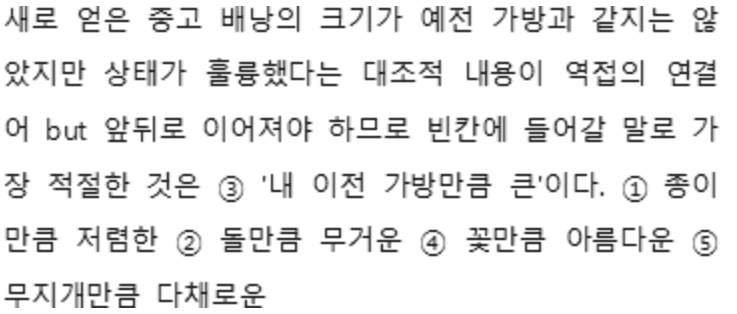 새로 얻은 중고 배낭의 크기가 예전 가방과 같지는 않
았지만 상태가 훌륭했다는 대조적 내용이 역접의 연결
어 but 앞뒤로 이어져야 하므로 빈칸에 들어갈 말로 가
장 적절한 것은 ③ '내 이전 가방만큼 큰'이다. ① 종이
만큼 저렴한 ② 돌만큼 무거운 ④ 꽃만큼 아름다운 ⑤
무지개만큼 다채로운